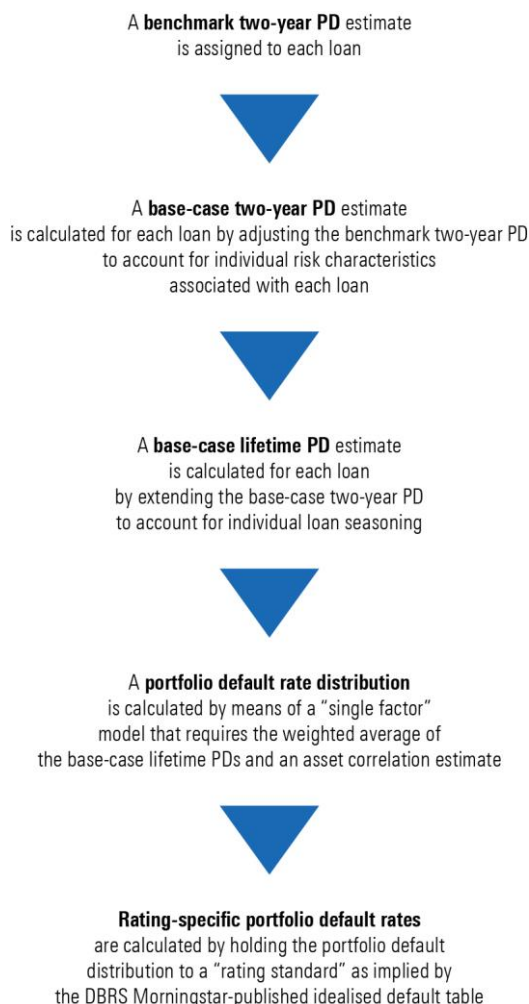 A benchmark two-year PD estimate
is assigned to each loan
A base-case two-year PD estimate
is calculated for each loan by adjusting the benchmark two-year PD
to account for individual risk characteristics
associated with each loan
A base-case lifetime PD estimate
is calculated for each loan
by extending the base-case two-year PD
to account for individual loan seasoning
A portfolio default rate distribution
is calculated by means of a “single factor”
model that requires the weighted average of
the base-case lifetime PDs and an asset correlation estimate
Rating-specific portfolio default rates
are calculated by holding the portfolio default
distribution to a “rating standard” as implied by
the DBRS Morningstar-published idealised default table